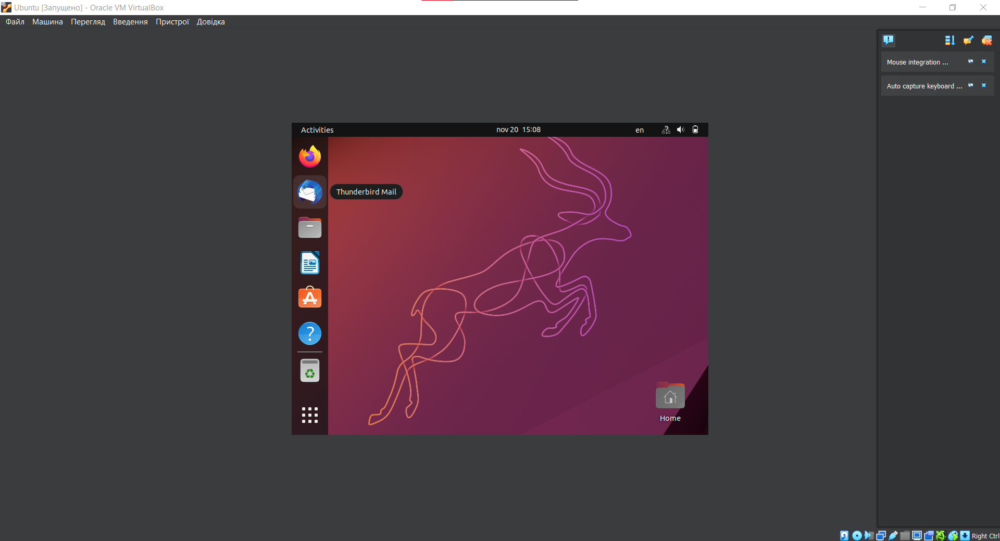 Ubuntu [Запущено] - Oracle VM VirtualBox
Файл Машина Перегляд Введення Пристрої Довідка
Mouse integration ...
Auto capture keyboard ...
Activities nov 20 15:08 en
Thunderbird Mail
Home
Right Ctrl